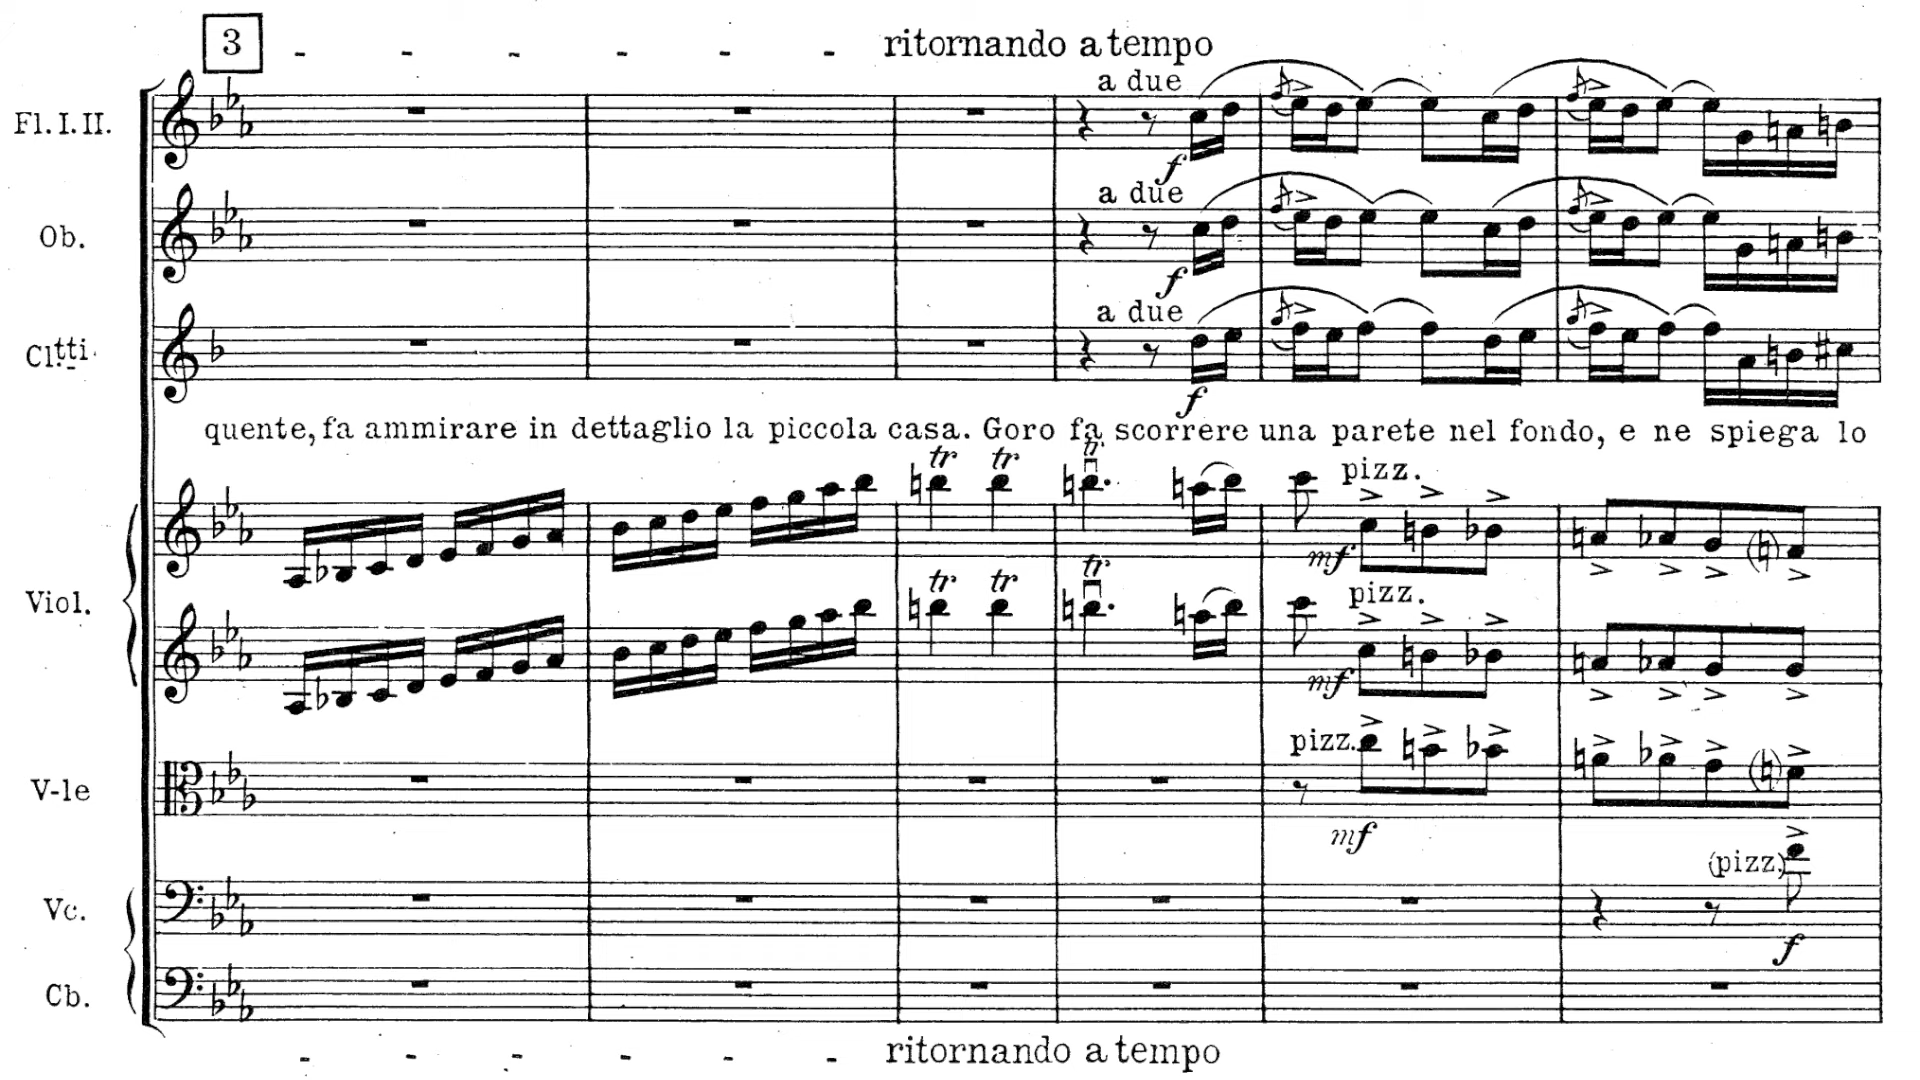 3 - - - - - - ritornando a tempo
a due
Fl. I. II.
f
a due
Ob.
f
a due
Cltti.
f
quente, fa ammirare in dettaglio la piccola casa. Goro fa scorrere una parete nel fondo, e ne spiega lo
tr tr tr pizz.
mf
Viol.
tr tr tr pizz.
mf
pizz.
V-le
mf
(pizz.)
Vc.
f
Cb.
- - - - - - ritornando a tempo